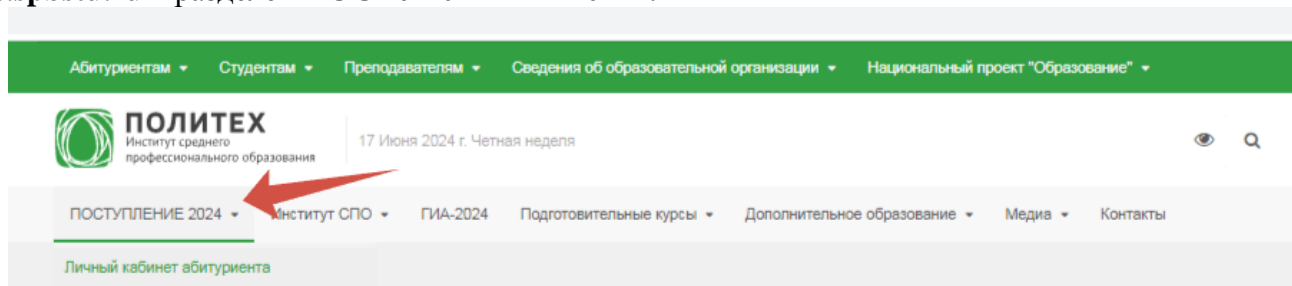 Абитуриентам Студентам Преподавателям Сведения об образовательной организации Национальный проект "Образование"
ПОЛИТЕХ
Институт среднего
профессионального образования
17 Июня 2024 г. Четная неделя
ПОСТУПЛЕНИЕ 2024 Институт СПО ГИА-2024 Подготовительные курсы Дополнительное образование Медиа Контакты
Личный кабинет абитуриента